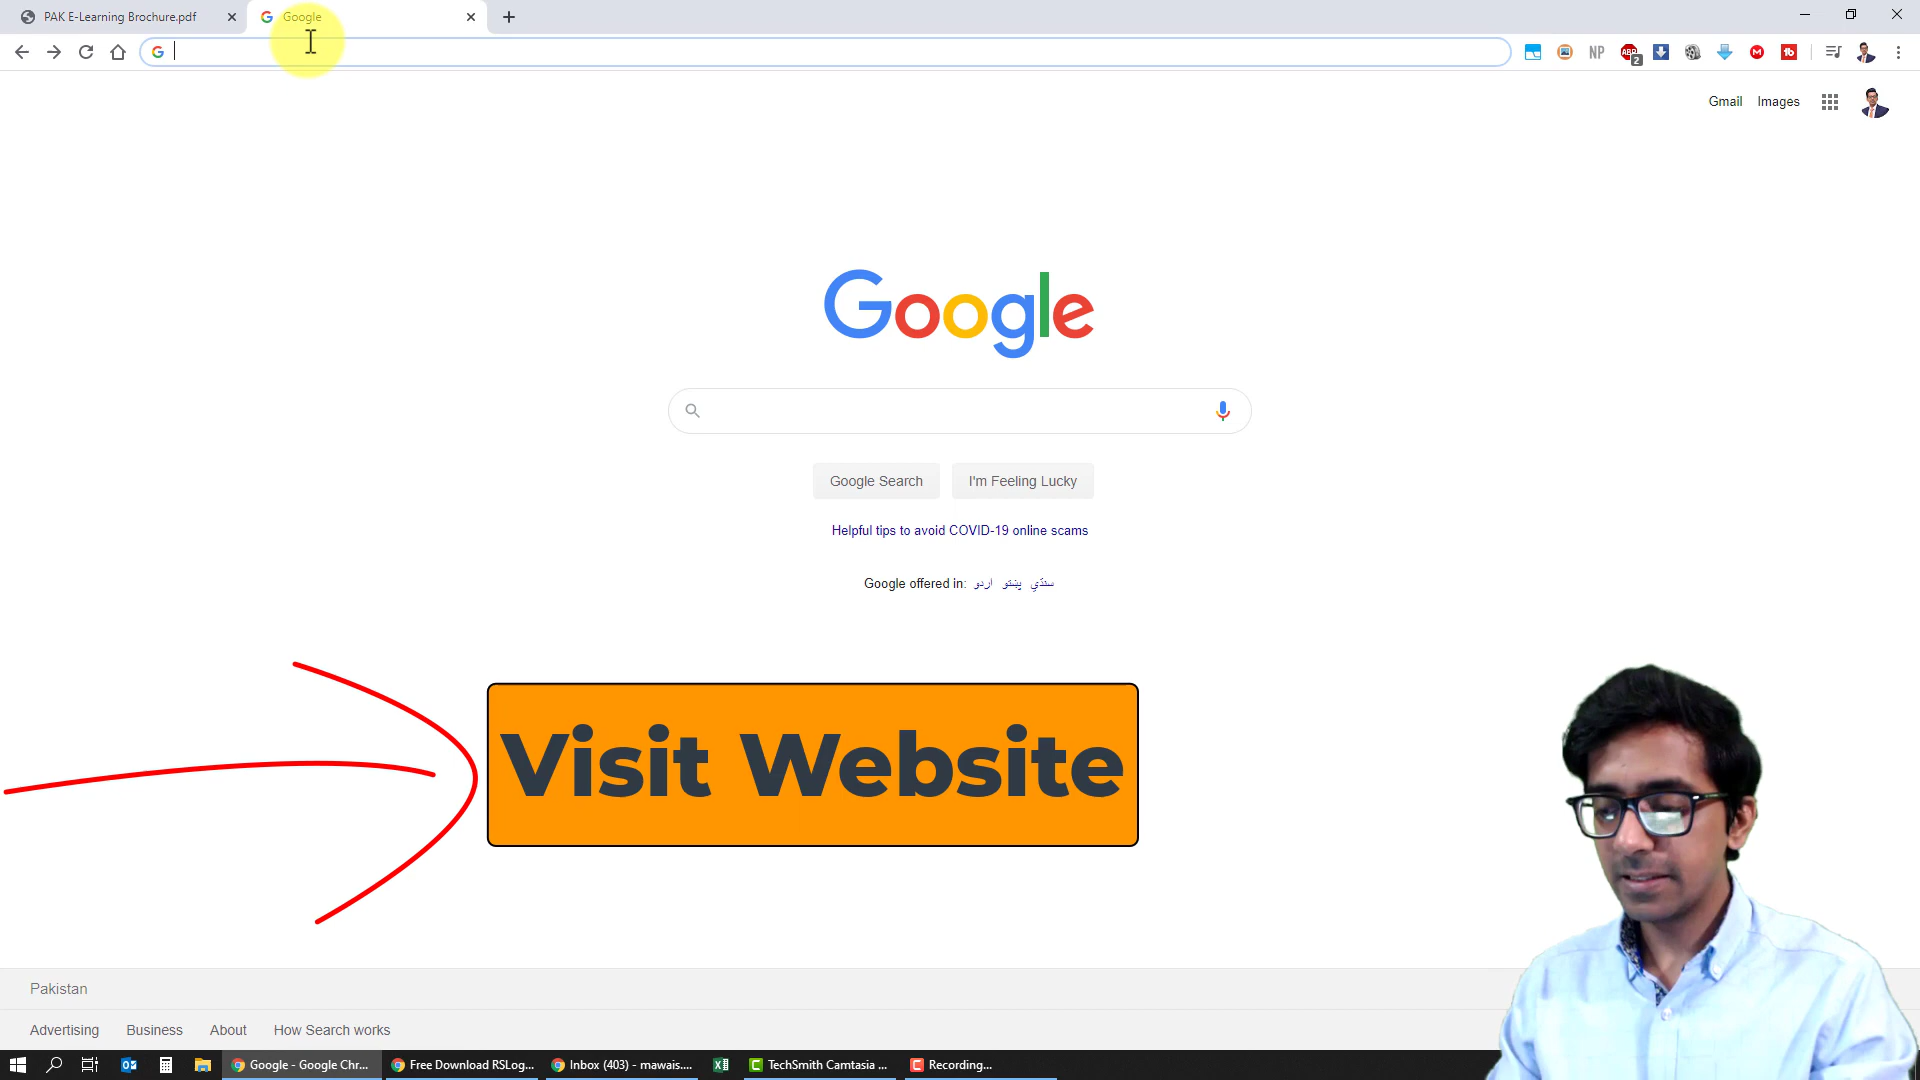 PAK E-Learning Brochure.pdf
Google
NP
ABP
2
M
Gmail Images
Google
Google Search I'm Feeling Lucky
Helpful tips to avoid COVID-19 online scams
Google offered in: اردو پښتو سنڌي
Visit Website
Pakistan
Advertising Business About How Search works
Google - Google Chr... Free Download RSLog... Inbox (403) - mawais.... TechSmith Camtasia ... Recording...